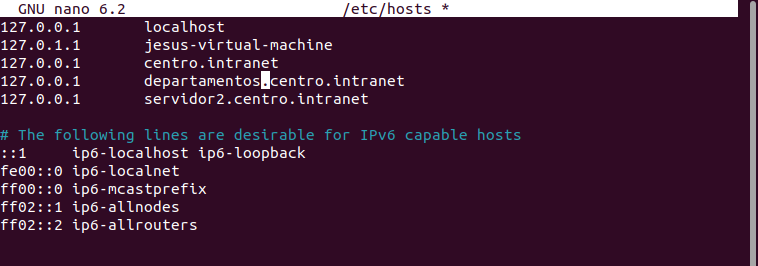 GNU nano 6.2 /etc/hosts *
127.0.0.1 localhost
127.0.1.1 jesus-virtual-machine
127.0.0.1 centro.intranet
127.0.0.1 departamentos.centro.intranet
127.0.0.1 servidor2.centro.intranet
# The following lines are desirable for IPv6 capable hosts
::1 ip6-localhost ip6-loopback
fe00::0 ip6-localnet
ff00::0 ip6-mcastprefix
ff02::1 ip6-allnodes
ff02::2 ip6-allrouters